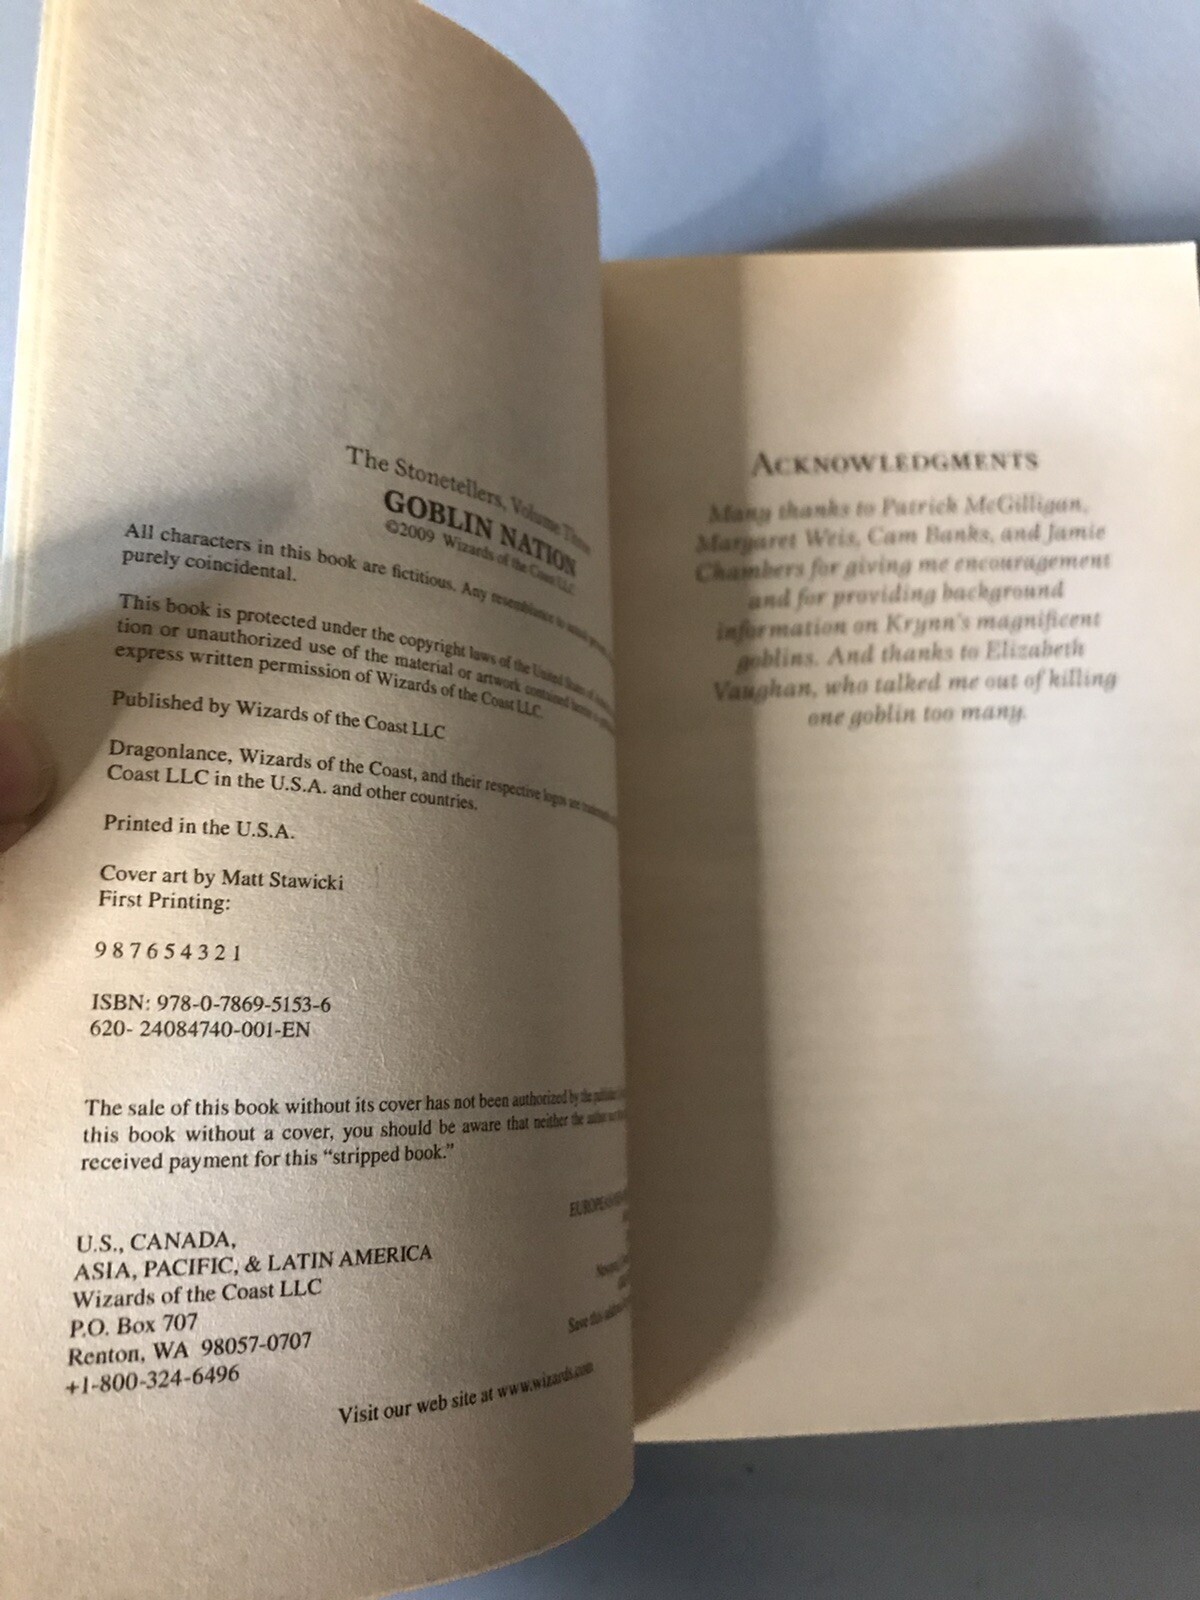 The Stonetellers, Volume Three
GOBLIN NATION
©2009 Wizards of the Coast LLC
All characters in this book are fictitious. Any resemblance to actual
purely coincidental.
This book is protected under the copyright laws of the United States of
tion or unauthorized use of the material or artwork contained herein is
express written permission of Wizards of the Coast LLC.
Published by Wizards of the Coast LLC
Dragonlance, Wizards of the Coast, and their respective logos are
Coast LLC in the U.S.A. and other countries.
Printed in the U.S.A.
Cover art by Matt Stawicki
First Printing:
9 8 7 6 5 4 3 2 1
ISBN: 978-0-7869-5153-6
620- 24084740-001-EN
The sale of this book without its cover has not been authorized by the
this book without a cover, you should be aware that neither the
received payment for this “stripped book.”
U.S., CANADA,
ASIA, PACIFIC, & LATIN AMERICA
Wizards of the Coast LLC
P.O. Box 707
Renton, WA 98057-0707
+1-800-324-6496
EUROPEAN
Save this
Visit our web site at www.wizards.com
ACKNOWLEDGMENTS
Many thanks to Patrick McGilligan,
Margaret Weis, Cam Banks, and Jamie
Chambers for giving me encouragement
and for providing background
information on Krynn’s magnificent
goblins. And thanks to Elizabeth
Vaughan, who talked me out of killing
one goblin too many.